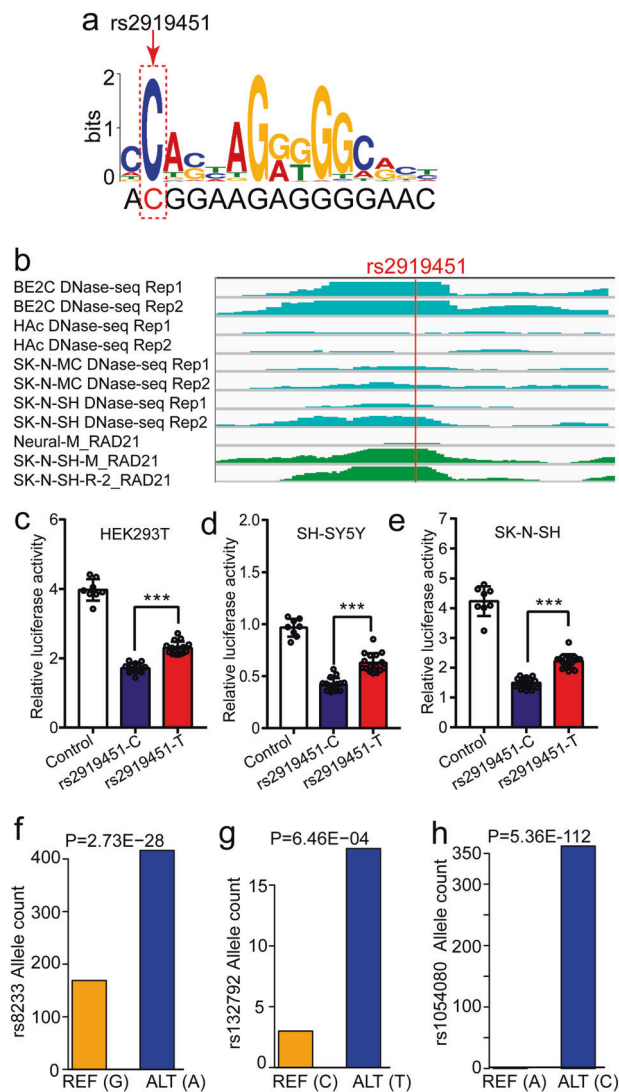 a rs2919451
bits
2
1
0
ACGGAAGAGGGGAAC
b rs2919451
BE2C DNase-seq Rep1
BE2C DNase-seq Rep2
HAc DNase-seq Rep1
HAc DNase-seq Rep2
SK-N-MC DNase-seq Rep1
SK-N-MC DNase-seq Rep2
SK-N-SH DNase-seq Rep1
SK-N-SH DNase-seq Rep2
Neural-M_RAD21
SK-N-SH-M_RAD21
SK-N-SH-R-2_RAD21
c HEK293T
Relative luciferase activity
6
4
2
0
***
Control
rs2919451-C
rs2919451-T
d SH-SY5Y
Relative luciferase activity
1.5
1.0
0.5
0
***
Control
rs2919451-C
rs2919451-T
e SK-N-SH
Relative luciferase activity
7
6
5
4
3
2
1
0
***
Control
rs2919451-C
rs2919451-T
f
P=2.73E−28
rs8233 Allele count
400
300
200
100
0
REF (G) ALT (A)
g
P=6.46E−04
rs132792 Allele count
15
10
5
0
REF (C) ALT (T)
h
P=5.36E-112
rs1054080 Allele count
350
300
200
100
0
REF (A) ALT (C)